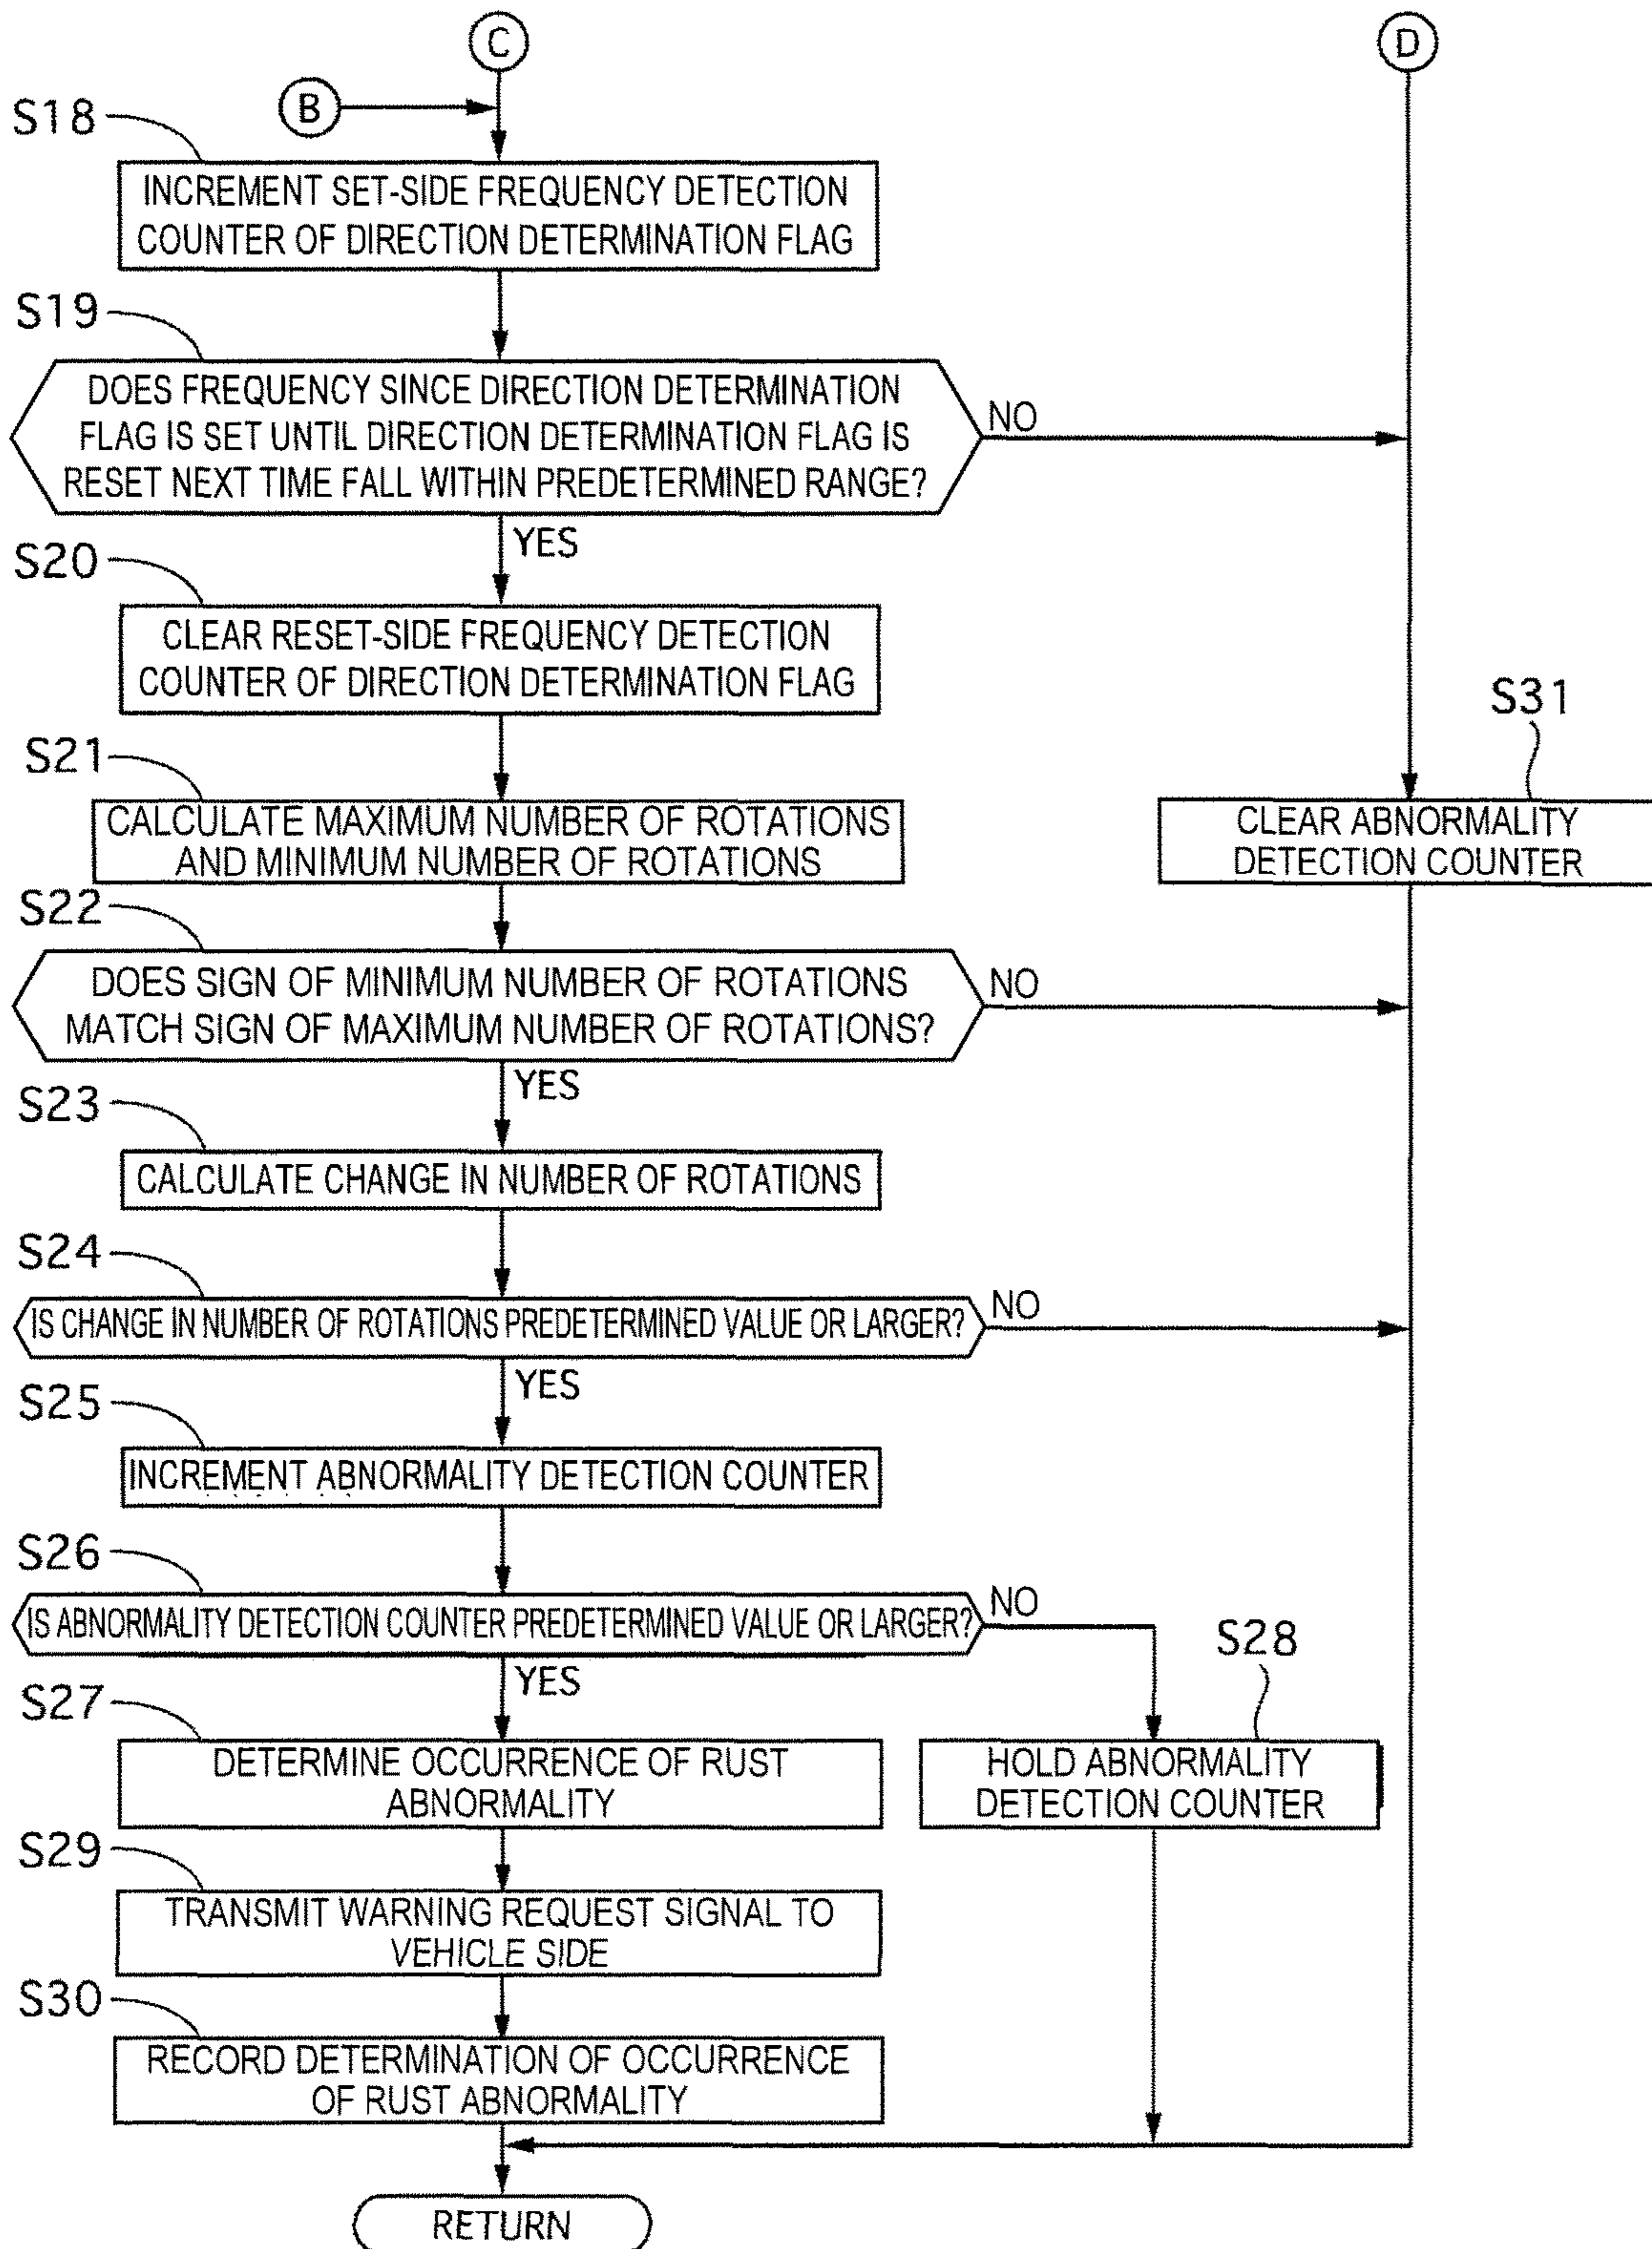 C
D
B
S18
INCREMENT SET-SIDE FREQUENCY DETECTION
COUNTER OF DIRECTION DETERMINATION FLAG
S19
DOES FREQUENCY SINCE DIRECTION DETERMINATION
FLAG IS SET UNTIL DIRECTION DETERMINATION FLAG IS
RESET NEXT TIME FALL WITHIN PREDETERMINED RANGE?
NO
YES
S20
CLEAR RESET-SIDE FREQUENCY DETECTION
COUNTER OF DIRECTION DETERMINATION FLAG
S31
CLEAR ABNORMALITY
DETECTION COUNTER
S21
CALCULATE MAXIMUM NUMBER OF ROTATIONS
AND MINIMUM NUMBER OF ROTATIONS
S22
DOES SIGN OF MINIMUM NUMBER OF ROTATIONS
MATCH SIGN OF MAXIMUM NUMBER OF ROTATIONS?
NO
YES
S23
CALCULATE CHANGE IN NUMBER OF ROTATIONS
S24
IS CHANGE IN NUMBER OF ROTATIONS PREDETERMINED VALUE OR LARGER?
NO
YES
S25
INCREMENT ABNORMALITY DETECTION COUNTER
S26
IS ABNORMALITY DETECTION COUNTER PREDETERMINED VALUE OR LARGER?
NO
YES
S28
HOLD ABNORMALITY
DETECTION COUNTER
S27
DETERMINE OCCURRENCE OF RUST
ABNORMALITY
S29
TRANSMIT WARNING REQUEST SIGNAL TO
VEHICLE SIDE
S30
RECORD DETERMINATION OF OCCURRENCE
OF RUST ABNORMALITY
RETURN